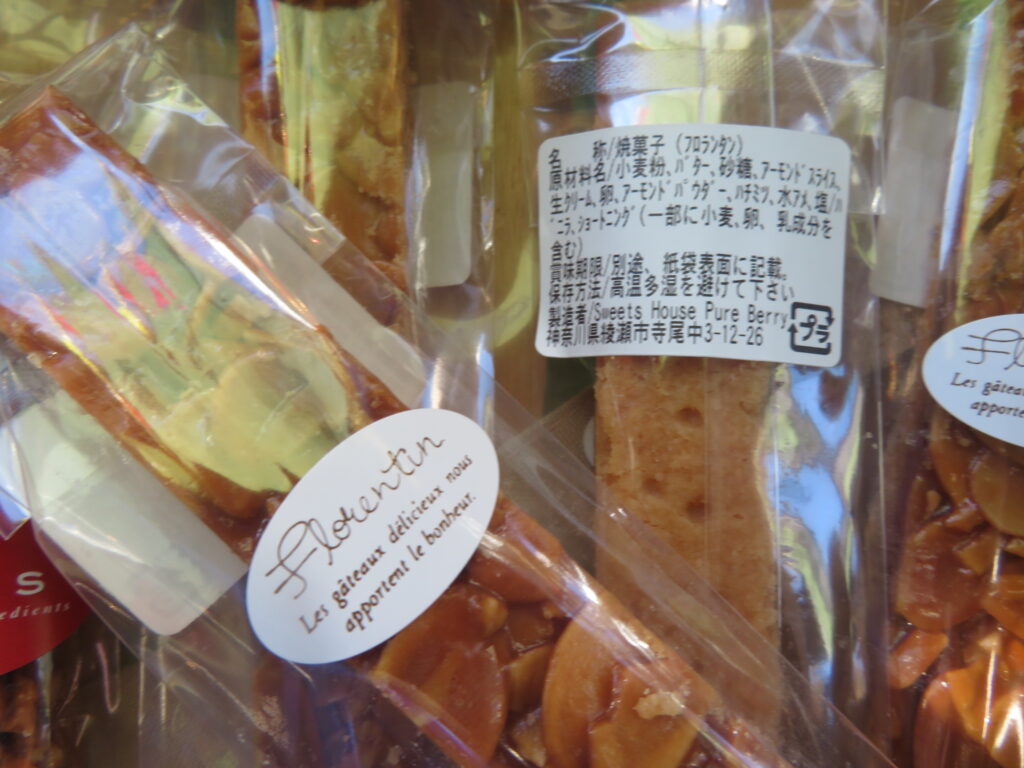 名 称/焼菓子（フロランタン）
原材料名/小麦粉、バター、砂糖、アーモンドスライス、
生クリーム、卵、アーモンドパウダー、ハチミツ、水アメ、塩/バ
ニラ、ショートニング（一部に小麦、卵、乳成分を
含む）
賞味期限/別途、紙袋表面に記載。
保存方法/高温多湿を避けて下さい
製造者/Sweets House Pure Berry
神奈川県綾瀬市寺尾中3-12-26
プラ
Florentin
Les gâteaux délicieux nous
apportent le bonheur.
Flo
Les gâtea
apporte
S
edients